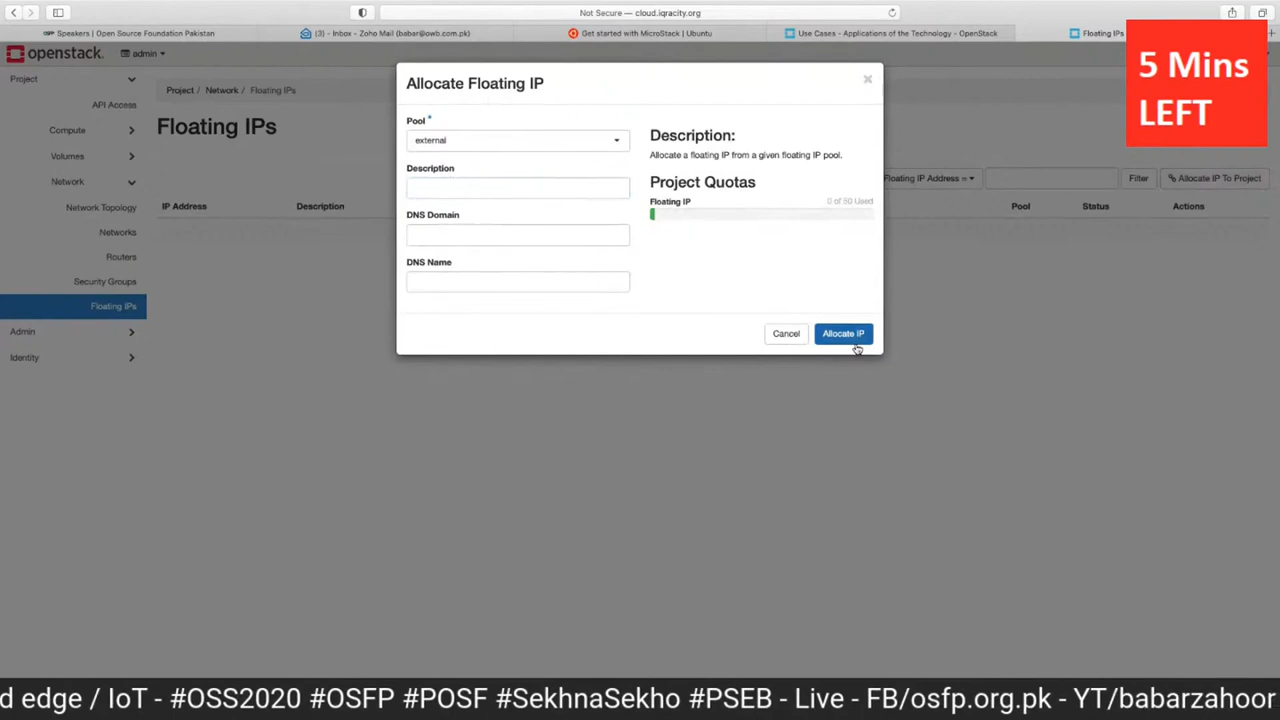 Not Secure — cloud.iqracity.org
Speakers | Open Source Foundation Pakistan
(3) - Inbox - Zoho Mail (babar@owb.com.pk)
Get started with MicroStack | Ubuntu
Use Cases - Applications of the Technology - OpenStack
Floating IPs
5 Mins
LEFT
openstack.
admin
Project
API Access
Compute
Volumes
Network
Network Topology
Networks
Routers
Security Groups
Floating IPs
Admin
Identity
Project / Network / Floating IPs
Floating IPs
Floating IP Address =
Filter
Allocate IP To Project
IP Address
Description
Pool
Status
Actions
Allocate Floating IP
Pool *
external
Description
DNS Domain
DNS Name
Description:
Allocate a floating IP from a given floating IP pool.
Project Quotas
Floating IP
0 of 50 Used
Cancel
Allocate IP
d edge / IoT - #OSS2020 #OSFP #POSF #SekhnaSekho #PSEB - Live - FB/osfp.org.pk - YT/babarzahoor